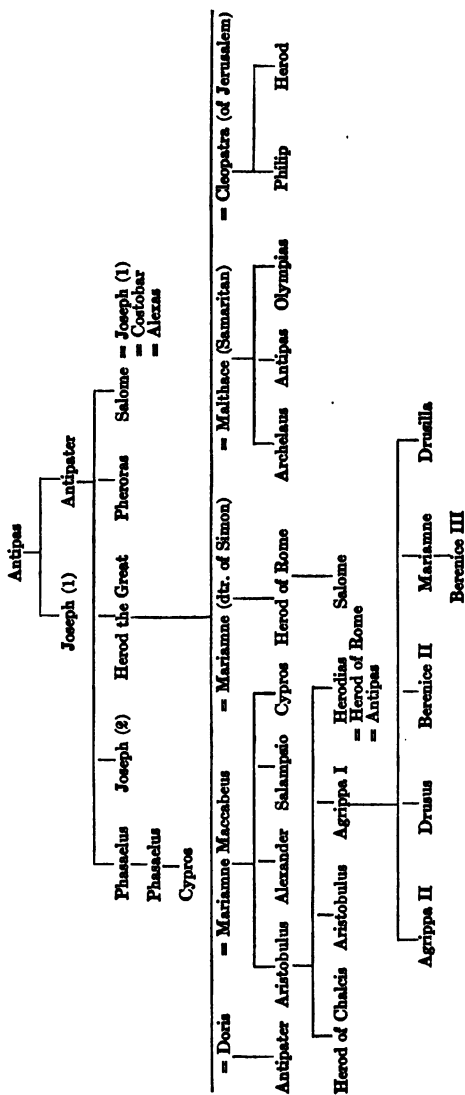 Antipas
Joseph (1) Antipater
Phasaelus Joseph (2) Herod the Great Pheroras Salome = Joseph (1)
= Costobar
= Alexas
Phasaelus
Cypros
= Doris = Mariamne Maccabeus = Mariamne (dtr. of Simon) = Malthace (Samaritan) = Cleopatra (of Jerusalem)
Antipater Aristobulus Alexander Salampsio Cypros Herod of Rome Archelaus Antipas Olympias Philip Herod
Herod of Chalcis Aristobulus Agrippa I Herodias Salome
= Herod of Rome
= Antipas
Agrippa II Drusus Berenice II Mariamne Drusilla
Berenice III